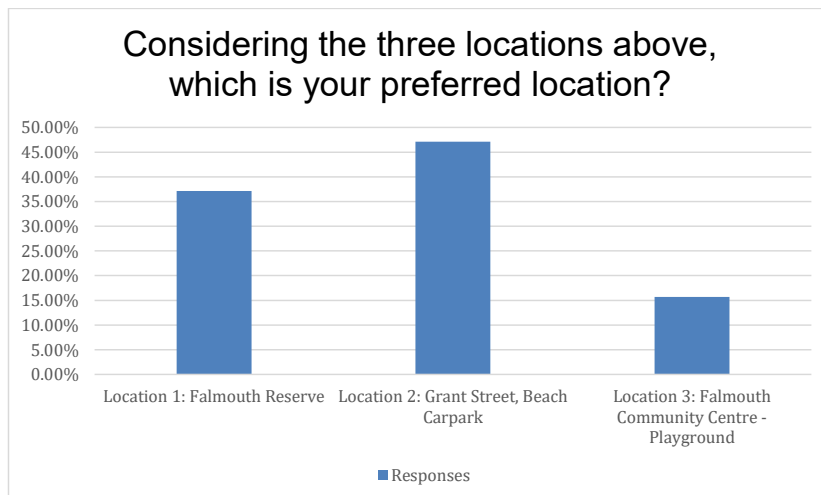 Considering the three locations above,
which is your preferred location?
50.00%
45.00%
40.00%
35.00%
30.00%
25.00%
20.00%
15.00%
10.00%
5.00%
0.00%
Location 1: Falmouth Reserve
Location 2: Grant Street, Beach
Carpark
Location 3: Falmouth
Community Centre -
Playground
Responses